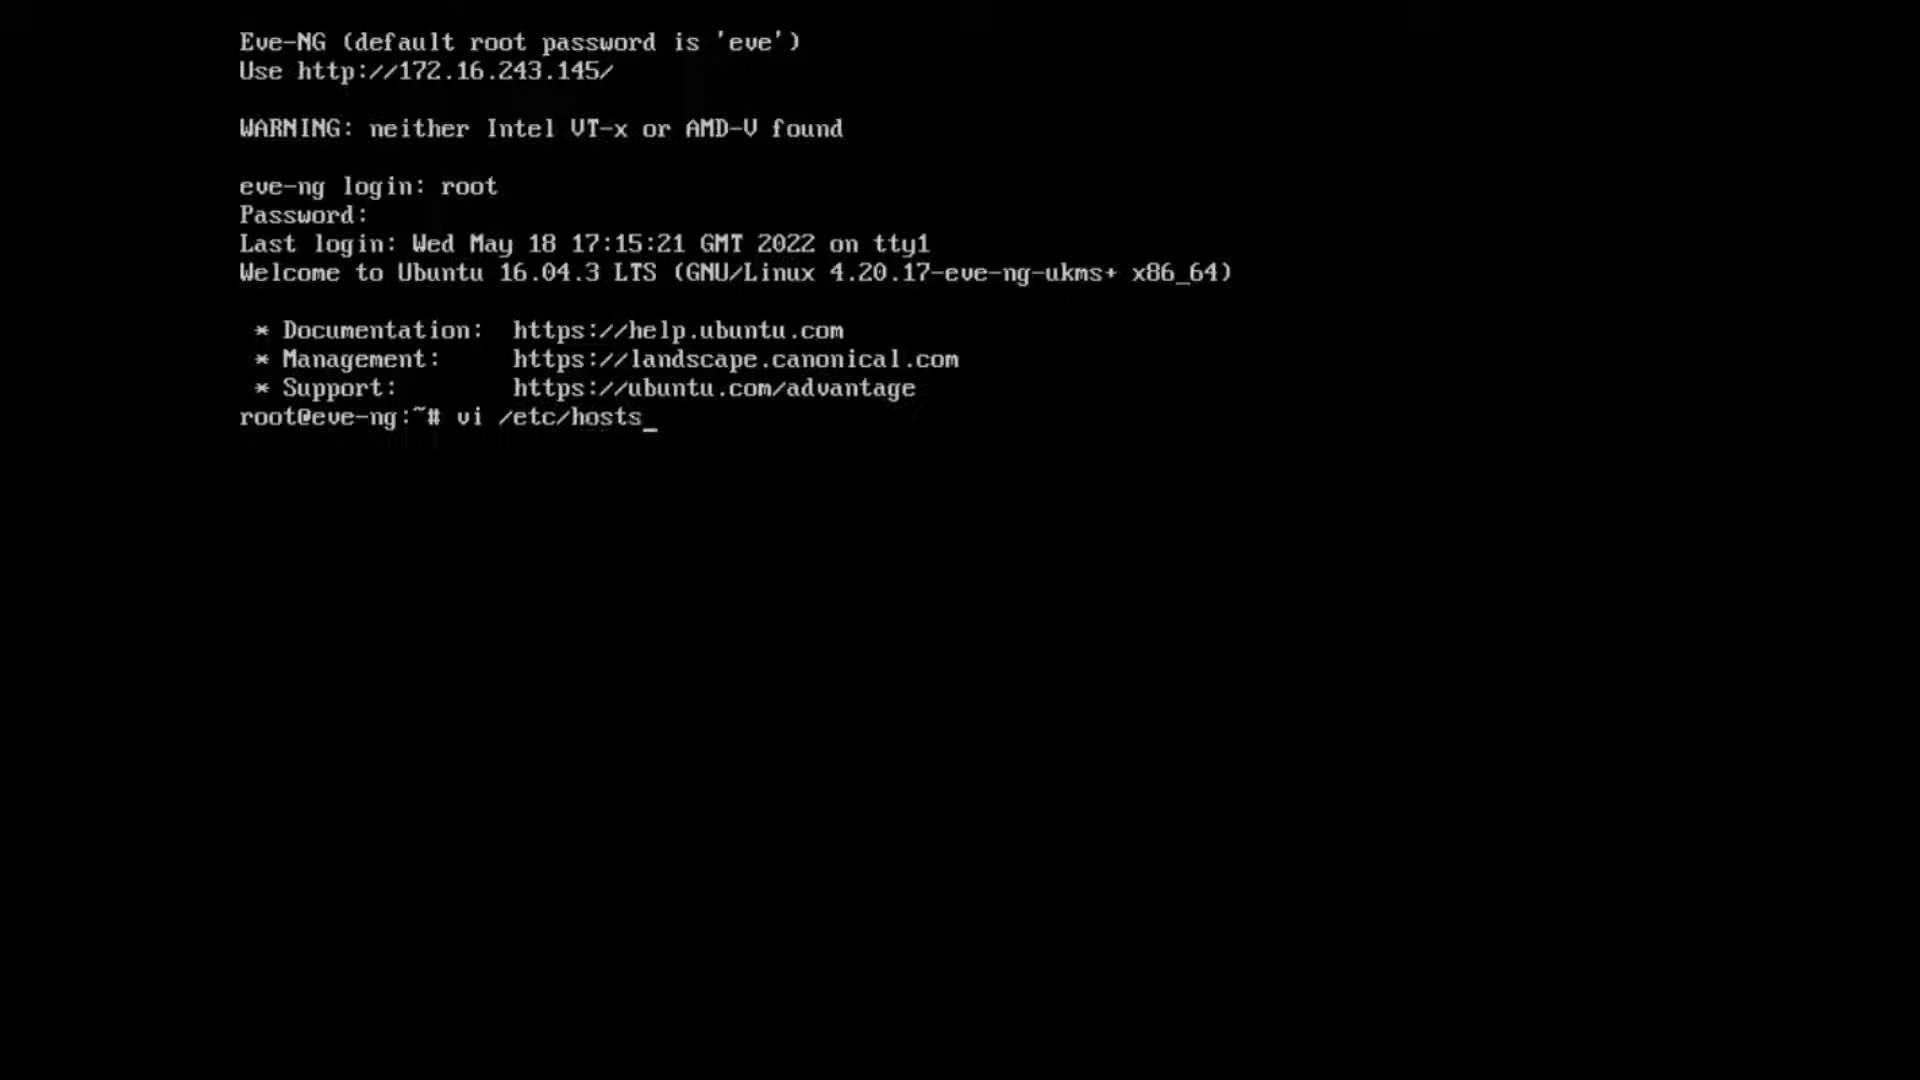 Eve-NG (default root password is 'eve')
Use http://172.16.243.145/
WARNING: neither Intel VT-x or AMD-V found
eve-ng login: root
Password:
Last login: Wed May 18 17:15:21 GMT 2022 on tty1
Welcome to Ubuntu 16.04.3 LTS (GNU/Linux 4.20.17-eve-ng-ukms+ x86_64)
* Documentation:  https://help.ubuntu.com
* Management:     https://landscape.canonical.com
* Support:        https://ubuntu.com/advantage
root@eve-ng:~# vi /etc/hosts_